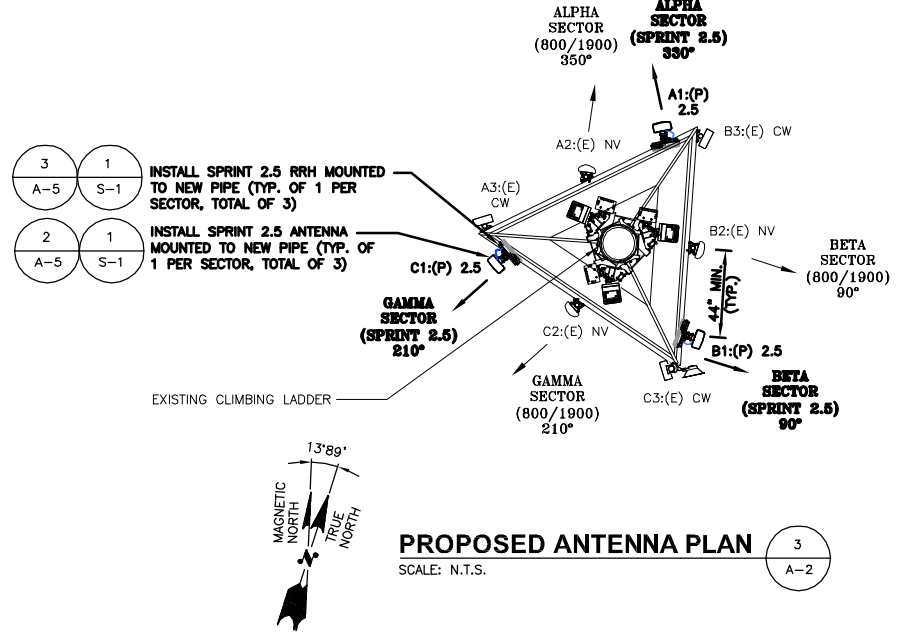 ALPHA
SECTOR
(800/1900)
350°
ALPHA
SECTOR
(SPRINT 2.5)
330°
A1:(P)
2.5
B3:(E) CW
A2:(E) NV
3
A-5
1
S-1
INSTALL SPRINT 2.5 RRH MOUNTED
TO NEW PIPE (TYP. OF 1 PER
SECTOR, TOTAL OF 3)
A3:(E)
CW
2
A-5
1
S-1
INSTALL SPRINT 2.5 ANTENNA
MOUNTED TO NEW PIPE (TYP. OF
1 PER SECTOR, TOTAL OF 3)
C1:(P) 2.5
B2:(E) NV
BETA
SECTOR
(800/1900)
90°
44" MIN.
(TYP.)
GAMMA
SECTOR
(SPRINT 2.5)
210°
C2:(E) NV
B1:(P) 2.5
GAMMA
SECTOR
(800/1900)
210°
C3:(E) CW
BETA
SECTOR
(SPRINT 2.5)
90°
EXISTING CLIMBING LADDER
13°89'
MAGNETIC
NORTH
TRUE
NORTH
N
PROPOSED ANTENNA PLAN
SCALE: N.T.S.
3
A-2